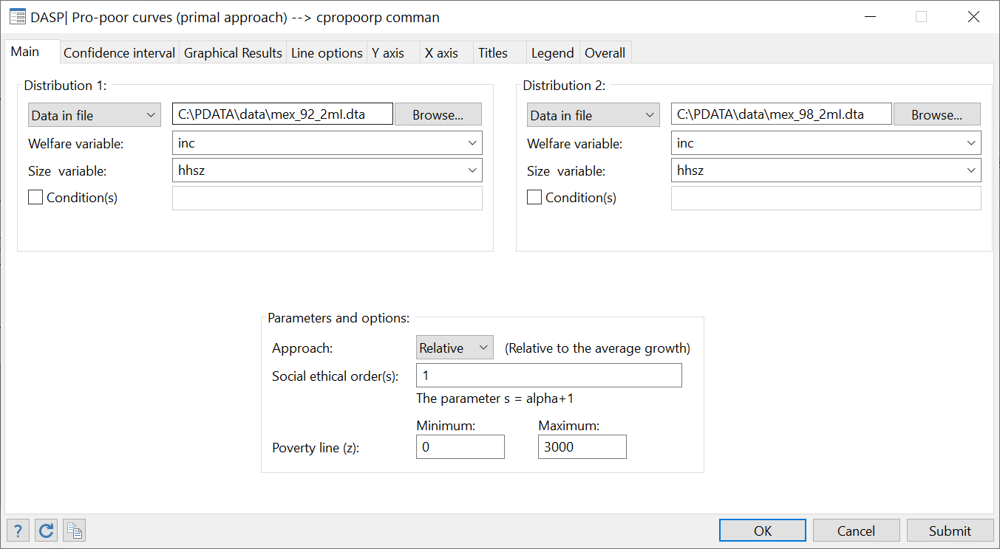 DASP| Pro-poor curves (primal approach) --> cpropoorp comman
Main Confidence interval Graphical Results Line options Y axis X axis Titles Legend Overall
Distribution 1:
Data in file C:\PDATA\data\mex_92_2mI.dta Browse...
Welfare variable: inc
Size variable: hhsz
Condition(s)
Distribution 2:
Data in file C:\PDATA\data\mex_98_2mI.dta Browse...
Welfare variable: inc
Size variable: hhsz
Condition(s)
Parameters and options:
Approach: Relative (Relative to the average growth)
Social ethical order(s): 1
The parameter s = alpha+1
Minimum: Maximum:
Poverty line (z): 0 3000
? OK Cancel Submit